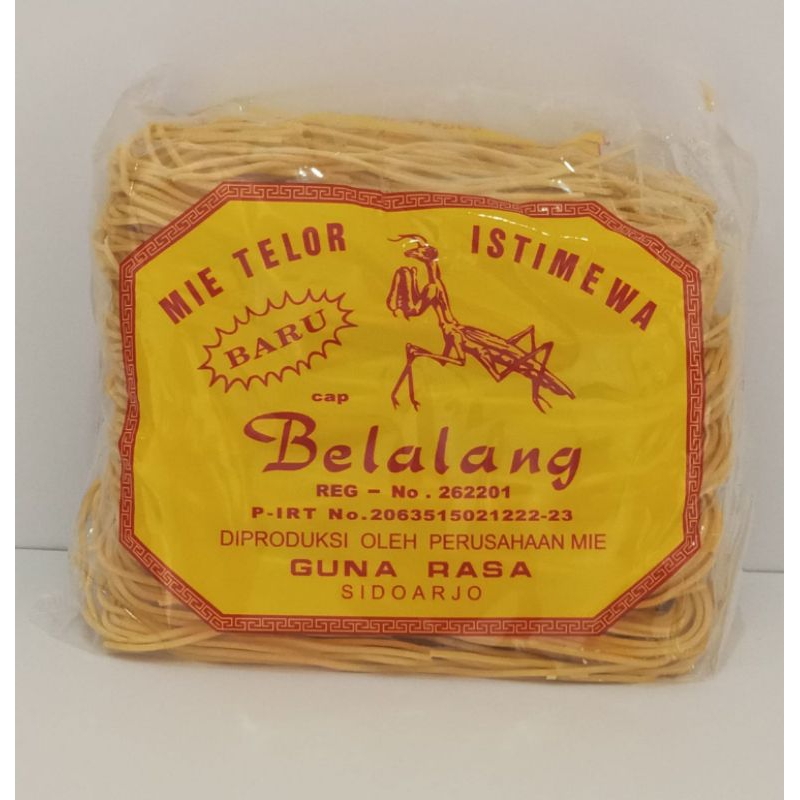 MIE TELOR ISTIMEWA
BARU
cap
Belalang
REG - No. 262201
P-IRT No.2063515021222-23
DIPRODUKSI OLEH PERUSAHAAN MIE
GUNA RASA
SIDOARJO